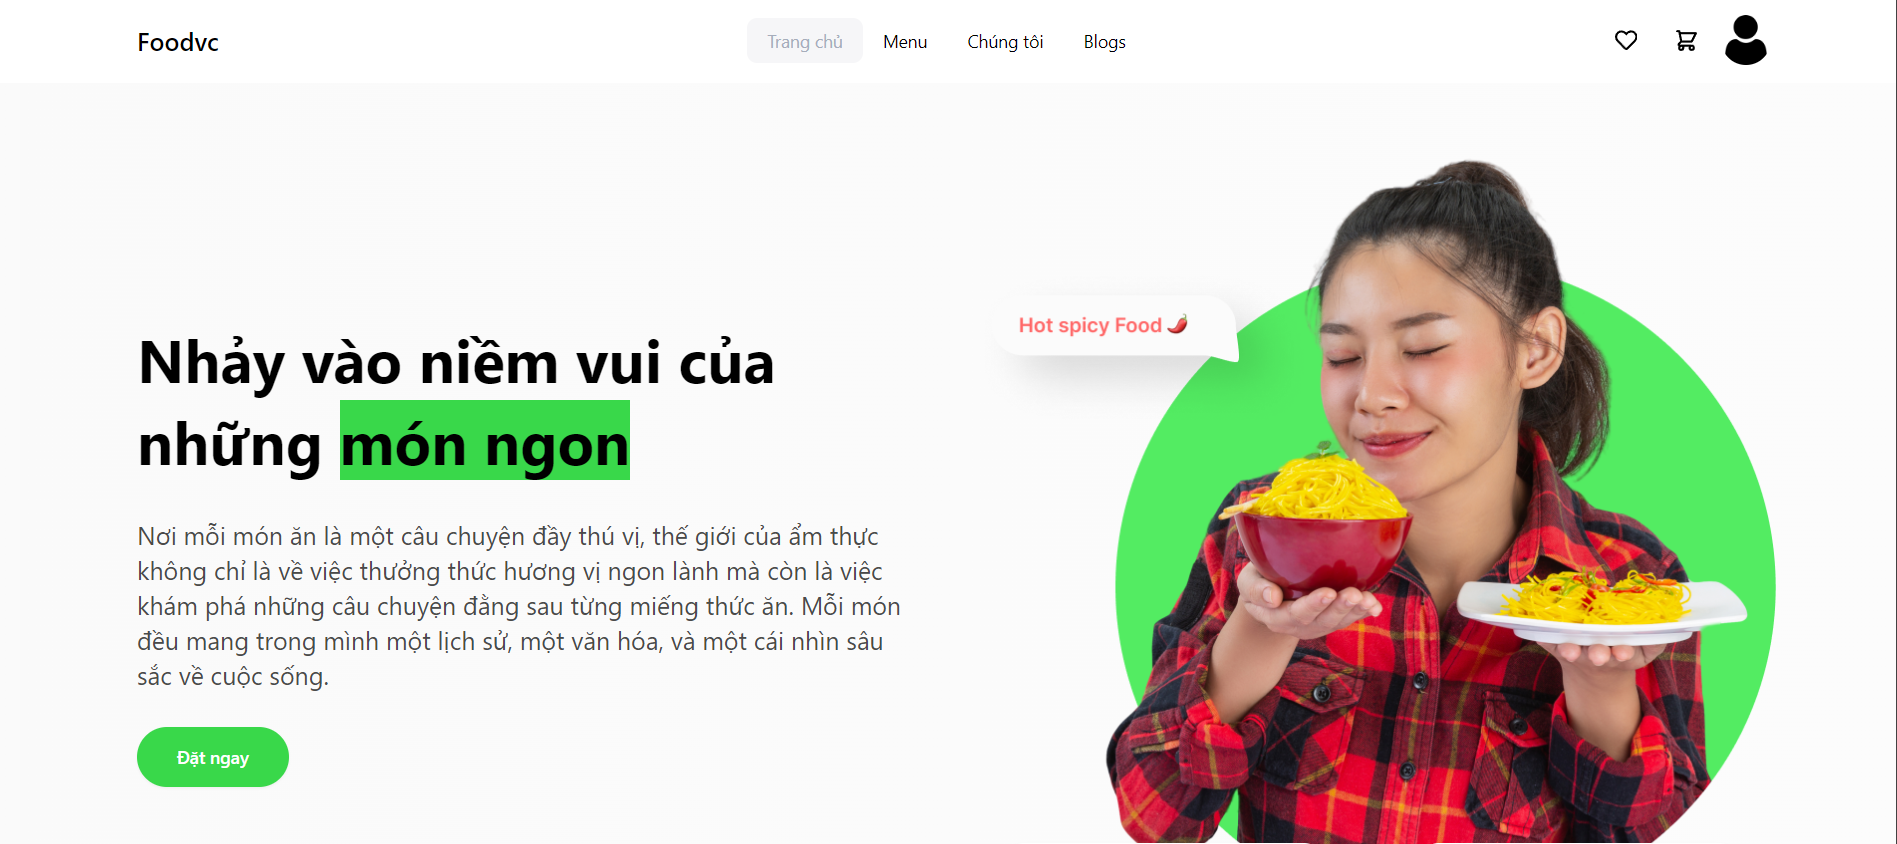 Foodvc
Trang chủ
Menu
Chúng tôi
Blogs
Hot spicy Food 🌶️
Nhảy vào niềm vui của
những món ngon
Nơi mỗi món ăn là một câu chuyện đầy thú vị, thế giới của ẩm thực
không chỉ là về việc thưởng thức hương vị ngon lành mà còn là việc
khám phá những câu chuyện đằng sau từng miếng thức ăn. Mỗi món
đều mang trong mình một lịch sử, một văn hóa, và một cái nhìn sâu
sắc về cuộc sống.
Đặt ngay